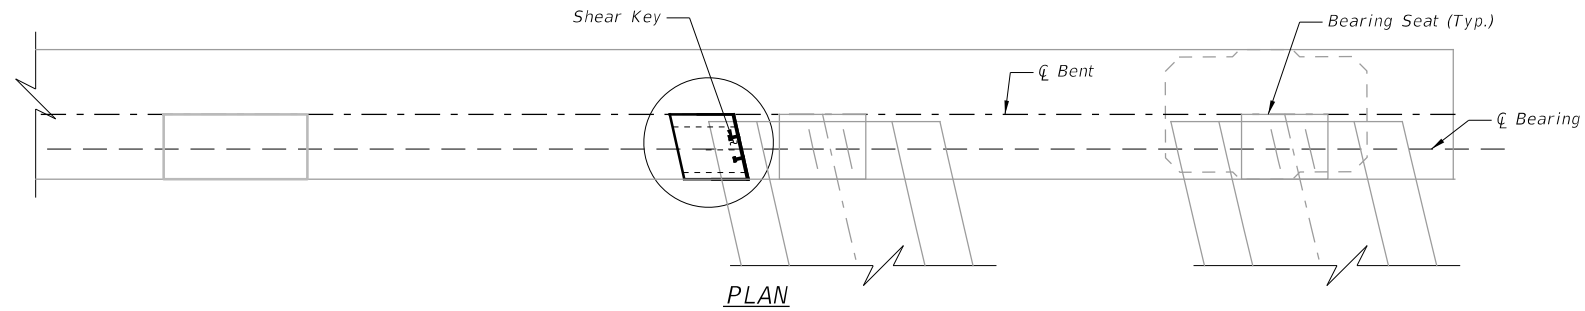 Shear Key
Bearing Seat (Typ.)
℄ Bent
℄ Bearing
PLAN